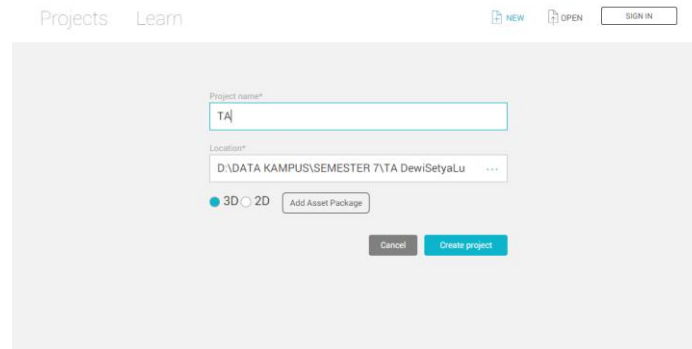 Projects Learn NEW OPEN SIGN IN
Project name*
TA
Location*
D:\DATA KAMPUS\SEMESTER 7\TA DewiSetyaLu ...
3D 2D Add Asset Package
Cancel Create project